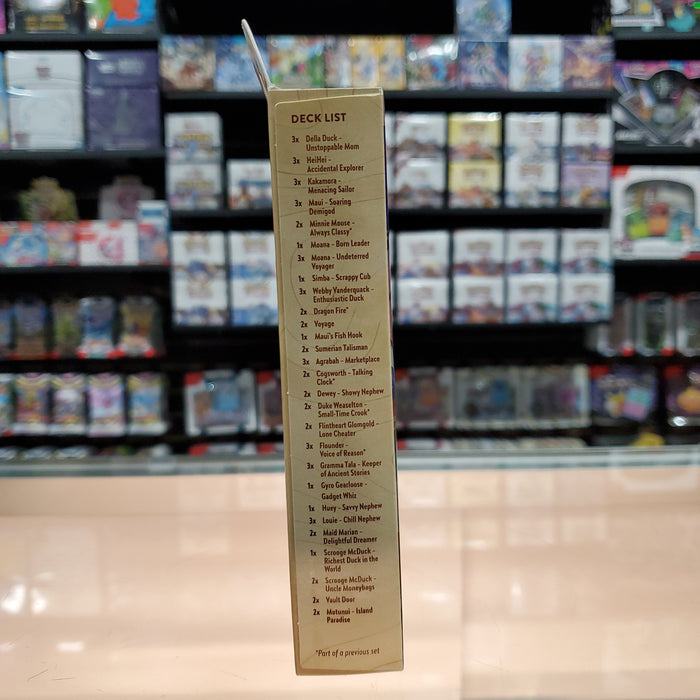 DECK LIST
3x Della Duck -
Unstoppable Mom
3x HeiHei -
Accidental Explorer
3x Kakamora -
Menacing Sailor
3x Maui - Soaring
Demigod
2x Minnie Mouse -
Always Classy*
1x Moana - Born Leader
3x Moana - Undeterred
Voyager
1x Simba - Scrappy Cub
3x Webby Vanderquack -
Enthusiastic Duck
2x Dragon Fire*
2x Voyage
1x Maui's Fish Hook
2x Sumerian Talisman
3x Agrabah - Marketplace
2x Cogsworth - Talking
Clock*
2x Dewey - Showy Nephew
2x Duke Weaselton -
Small-Time Crook*
2x Flintheart Glomgold -
Lone Cheater
3x Flounder -
Voice of Reason*
3x Gramma Tala - Keeper
of Ancient Stories
1x Gyro Gearloose -
Gadget Whiz
1x Huey - Savvy Nephew
3x Louie - Chill Nephew
2x Maid Marian -
Delightful Dreamer
1x Scrooge McDuck -
Richest Duck in the
World
2x Scrooge McDuck -
Uncle Moneybags
2x Vault Door
2x Motunui - Island
Paradise
*Part of a previous set